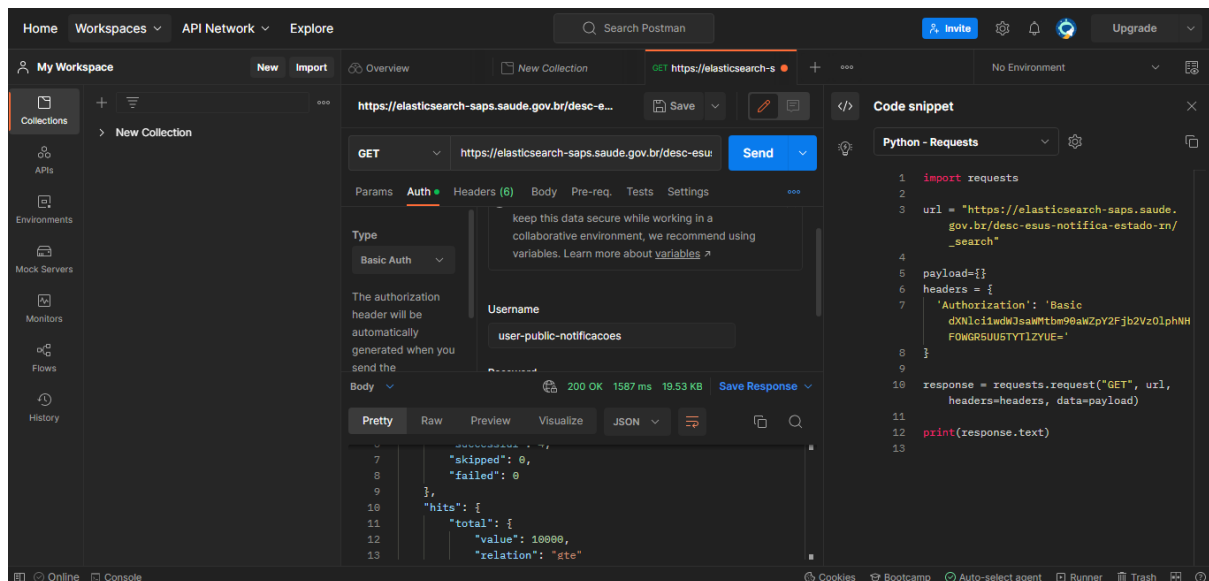 Home Workspaces API Network Explore Search Postman Invite Upgrade
My Workspace New Import Overview New Collection GET https://elasticsearch-s No Environment
Collections
APIs
Environments
Mock Servers
Monitors
Flows
History
New Collection
https://elasticsearch-saps.saude.gov.br/desc-e... Save
GET https://elasticsearch-saps.saude.gov.br/desc-esu Send
Params Auth Headers (6) Body Pre-req. Tests Settings
keep this data secure while working in a
collaborative environment, we recommend using
variables. Learn more about variables
Type
Basic Auth
The authorization
header will be
automatically
generated when you
send the
Username
user-public-notificacoes
Password
Body 200 OK 1587 ms 19.53 KB Save Response
Pretty Raw Preview Visualize JSON
6 "successful": 4,
7 "skipped": 0,
8 "failed": 0
9 },
10 "hits": {
11 "total": {
12 "value": 10000,
13 "relation": "gte"
Code snippet
Python - Requests
1 import requests
2
3 url = "https://elasticsearch-saps.saude.
gov.br/desc-esus-notifica-estado-rn/
_search"
4
5 payload={}
6 headers = {
7 'Authorization': 'Basic
dXNlci1wdWJsaWMtbm90aWZpY2Fjb2VzOlphNH
FOWGR5UU5TYTlZYUE='
8 }
9
10 response = requests.request("GET", url,
headers=headers, data=payload)
11
12 print(response.text)
13
Online Console Cookies Bootcamp Auto-select agent Runner Trash